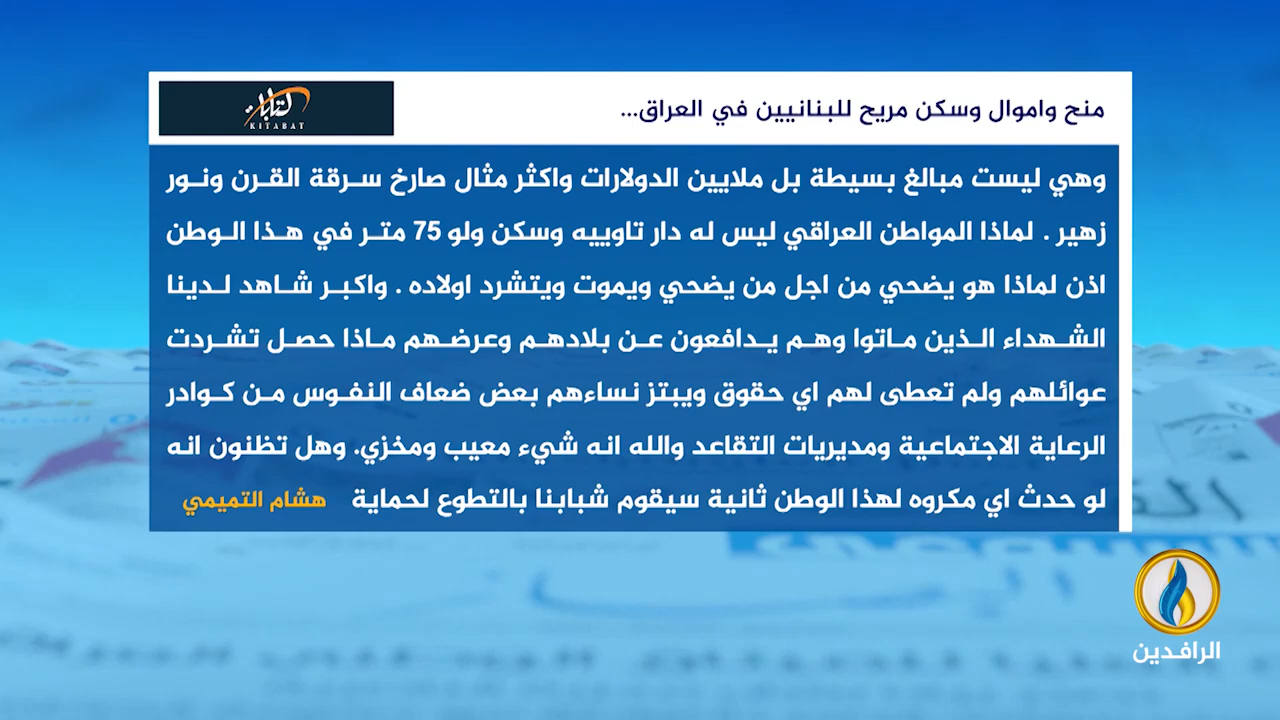 منح واموال وسكن مريح للبنانيين في العراق...
كتابات
KITABAT
وهي ليست مبالغ بسيطة بل ملايين الدولارات واكثر مثال صارخ سرقة القرن ونور
زهير . لماذا المواطن العراقي ليس له دار تاوييه وسكن ولو 75 متر في هذا الوطن
اذن لماذا هو يضحي من اجل من يضحي ويموت ويتشرد اولاده . واكبر شاهد لدينا
الشهداء الذين ماتوا وهم يدافعون عن بلادهم وعرضهم ماذا حصل تشردت
عوائلهم ولم تعطى لهم اي حقوق ويبتز نساءهم بعض ضعاف النفوس من كوادر
الرعاية الاجتماعية ومديريات التقاعد والله انه شيء معيب ومخزي. وهل تظنون انه
لو حدث اي مكروه لهذا الوطن ثانية سيقوم شبابنا بالتطوع لحماية هشام التميمي
الرافدين